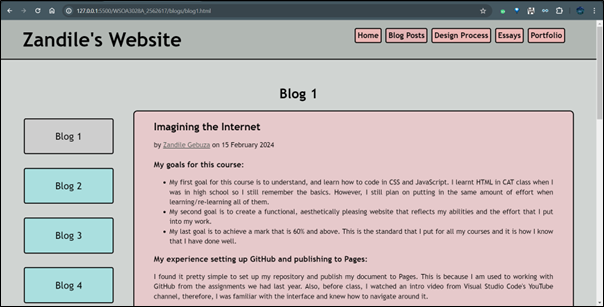 127.0.0.1:5500/WSOA3028A_2562617/blogs/blog1.html
Zandile's Website
Home
Blog Posts
Design Process
Essays
Portfolio
Blog 1
Blog 1
Blog 2
Blog 3
Blog 4
Imagining the Internet
by Zandile Gebuza on 15 February 2024
My goals for this course:
• My first goal for this course is to understand, and learn how to code in CSS and JavaScript. I learnt HTML in CAT class when I
was in high school so I still remember the basics. However, I still plan on putting in the same amount of effort when
learning/re-learning all of them.
• My second goal is to create a functional, aesthetically pleasing website that reflects my abilities and the effort that I put
into my work.
• My last goal is to achieve a mark that is 60% and above. This is the standard that I put for all my courses and it is how I know
that I have done well.
My experience setting up GitHub and publishing to Pages:
I found it pretty simple to set up my repository and publish my document to Pages. This is because I am used to working with
GitHub from the assignments we had last year. Also, before class, I watched an intro video from Visual Studio Code's YouTube
channel, therefore, I was familiar with the interface and knew how to navigate around it.